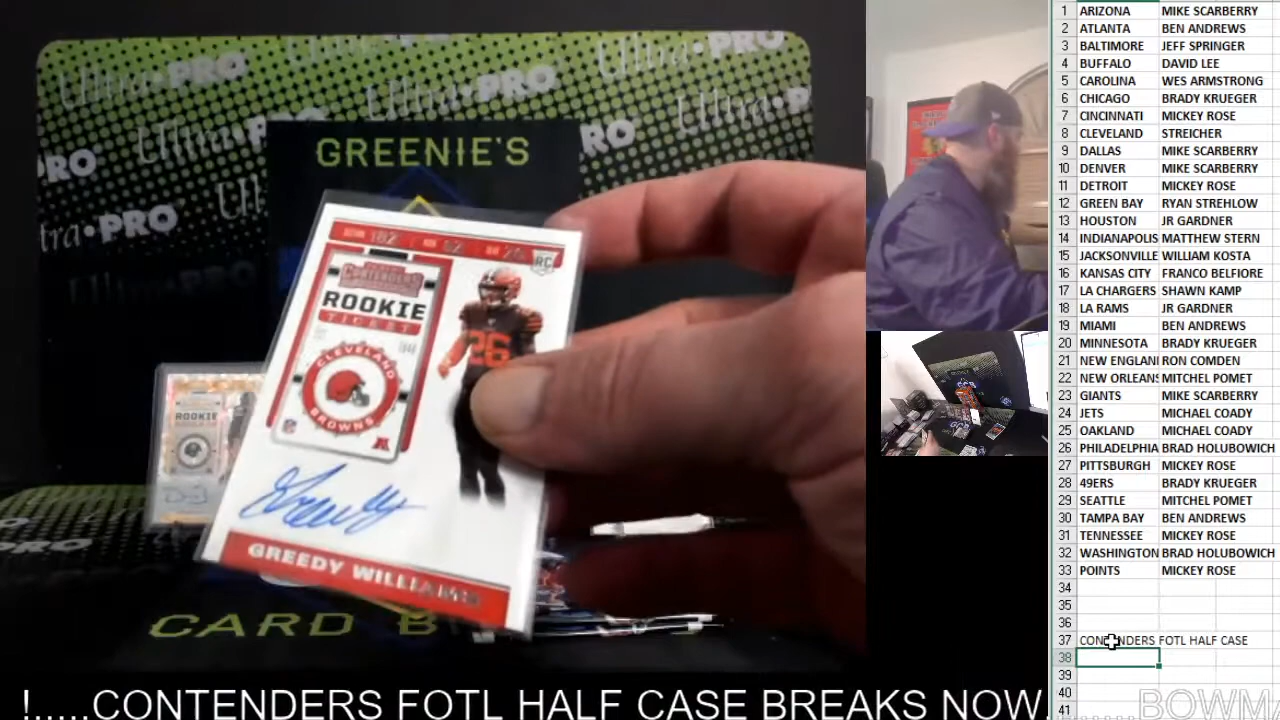 Ultra•PRO
GREENIE'S
RC
CONTENDERS
ROOKIE
TICKET
CLEVELAND
BROWNS
26
GREEDY WILLIAMS
ROOKIE
CARD B
1 ARIZONA MIKE SCARBERRY
2 ATLANTA BEN ANDREWS
3 BALTIMORE JEFF SPRINGER
4 BUFFALO DAVID LEE
5 CAROLINA WES ARMSTRONG
6 CHICAGO BRADY KRUEGER
7 CINCINNATI MICKEY ROSE
8 CLEVELAND STREICHER
9 DALLAS MIKE SCARBERRY
10 DENVER MIKE SCARBERRY
11 DETROIT MICKEY ROSE
12 GREEN BAY RYAN STREHLOW
13 HOUSTON JR GARDNER
14 INDIANAPOLIS MATTHEW STERN
15 JACKSONVILLE WILLIAM KOSTA
16 KANSAS CITY FRANCO BELFIORE
17 LA CHARGERS SHAWN KAMP
18 LA RAMS JR GARDNER
19 MIAMI BEN ANDREWS
20 MINNESOTA BRADY KRUEGER
21 NEW ENGLAN RON COMDEN
22 NEW ORLEANS MITCHEL POMET
23 GIANTS MIKE SCARBERRY
24 JETS MICHAEL COADY
25 OAKLAND MICHAEL COADY
26 PHILADELPHIA BRAD HOLUBOWICH
27 PITTSBURGH MICKEY ROSE
28 49ERS BRADY KRUEGER
29 SEATTLE MITCHEL POMET
30 TAMPA BAY BEN ANDREWS
31 TENNESSEE MICKEY ROSE
32 WASHINGTON BRAD HOLUBOWICH
33 POINTS MICKEY ROSE
34
35
36
37 CONTENDERS FOTL HALF CASE
38
39
40
41
!.....CONTENDERS FOTL HALF CASE BREAKS NOW
BOWMA